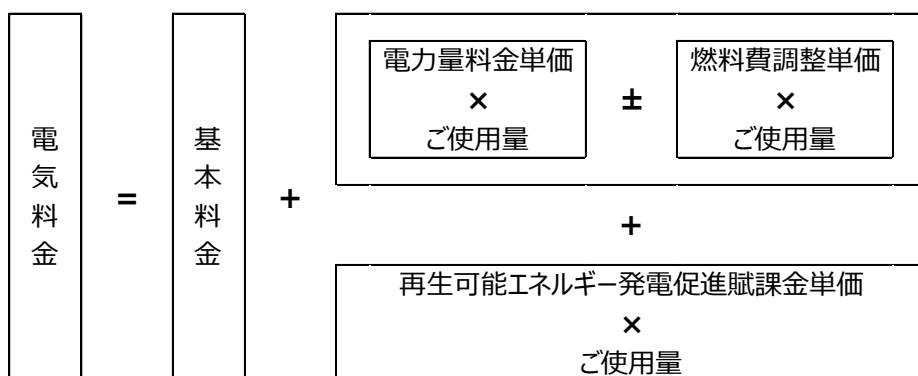 電気料金
=
基本料金
+
電力量料金単価
×
ご使用量
±
燃料費調整単価
×
ご使用量
+
再生可能エネルギー発電促進賦課金単価
×
ご使用量